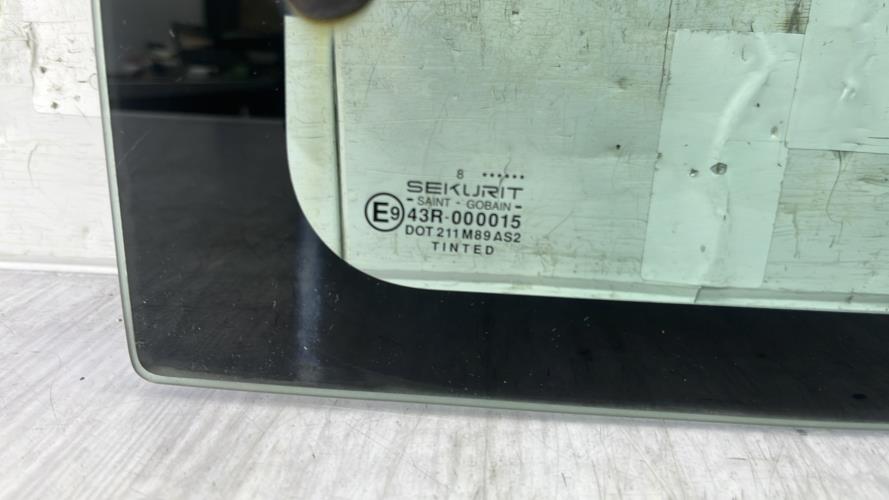 8 ••••••
SEKURIT
- SAINT - GOBAIN -
E9 43R-000015
DOT 211 M89 AS2
TINTED